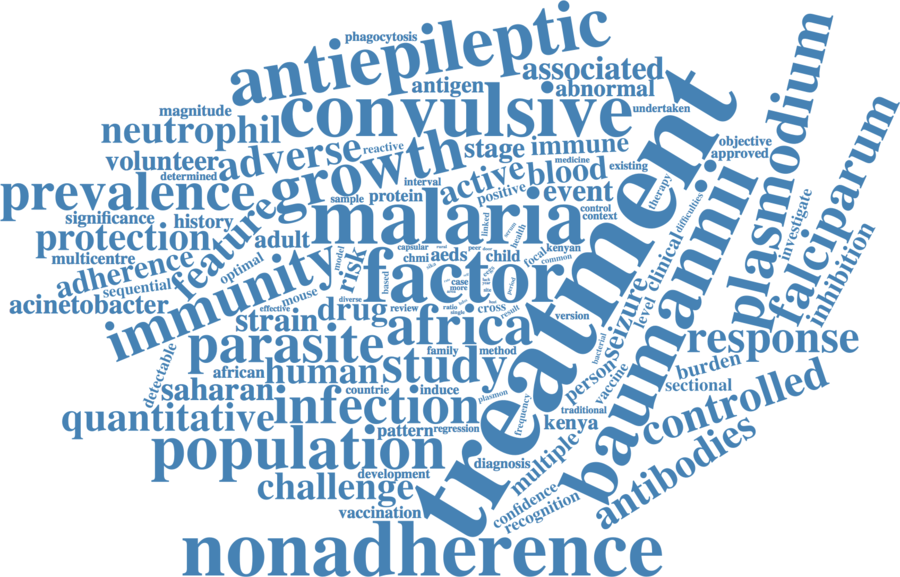 phagocytosis
antiepileptic
associated
antigen
abnormal
magnitude
convulsive
undertaken
neutrophil
reactive
stage
immune
objective
approved
volunteer
adverse
medicine
existing
determined
growth
active
blood
positive
event
therapy
treatment
plasmodium
falciparum
prevalence
interval
sample
protein
control
context
significance
history
feature
malaria
linked
health
difficulties
investigate
inhibition
protection
adult
capsular
peer
kenyan
multicentre
optimal
model
risk
chmi
aeds
child
focal
common
clinical
baumannii
adherence
sequential
immunity
based
factor
case
more
period
level
seizure
acinetobacter
effective
mouse
diverse
drug
review
ratio
cross
result
version
strain
africa
response
parasite
family
method
bacterial
person
vaccine
burden
sectional
detectable
african
human
study
saharan
countrie
induce
plasmon
frequency
traditional
controlled
quantitative
infection
pattern
regression
kenya
antibodies
population
diagnosis
multiple
development
challenge
confidence
recognition
vaccination
nonadherence